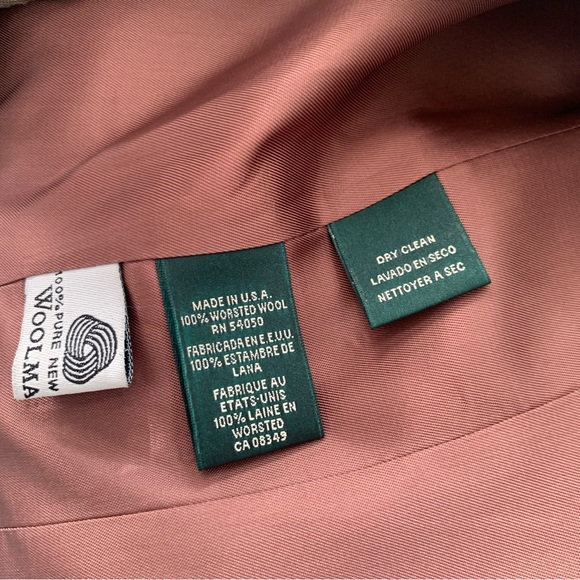 100% PURE NEW
WOOLMA
MADE IN U.S.A.
100% WORSTED WOOL
RN 54050
FABRICADA EN E.E.U.U.
100% ESTAMBRE DE
LANA
FABRIQUE AU
ETATS-UNIS
100% LAINE EN
WORSTED
CA 08349
DRY CLEAN
LAVADO EN SECO
NETTOYER A SEC